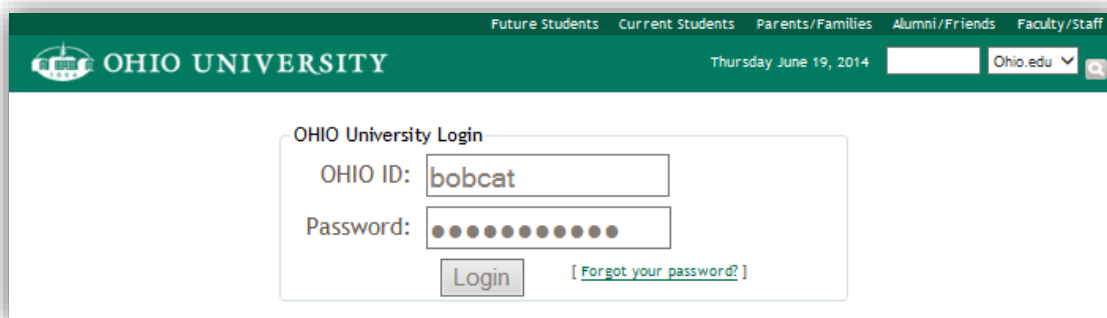 Future Students Current Students Parents/Families Alumni/Friends Faculty/Staff
OHIO UNIVERSITY Thursday June 19, 2014 Ohio.edu
OHIO University Login
OHIO ID: bobcat
Password: ●●●●●●●●●●●
Login [ Forgot your password? ]